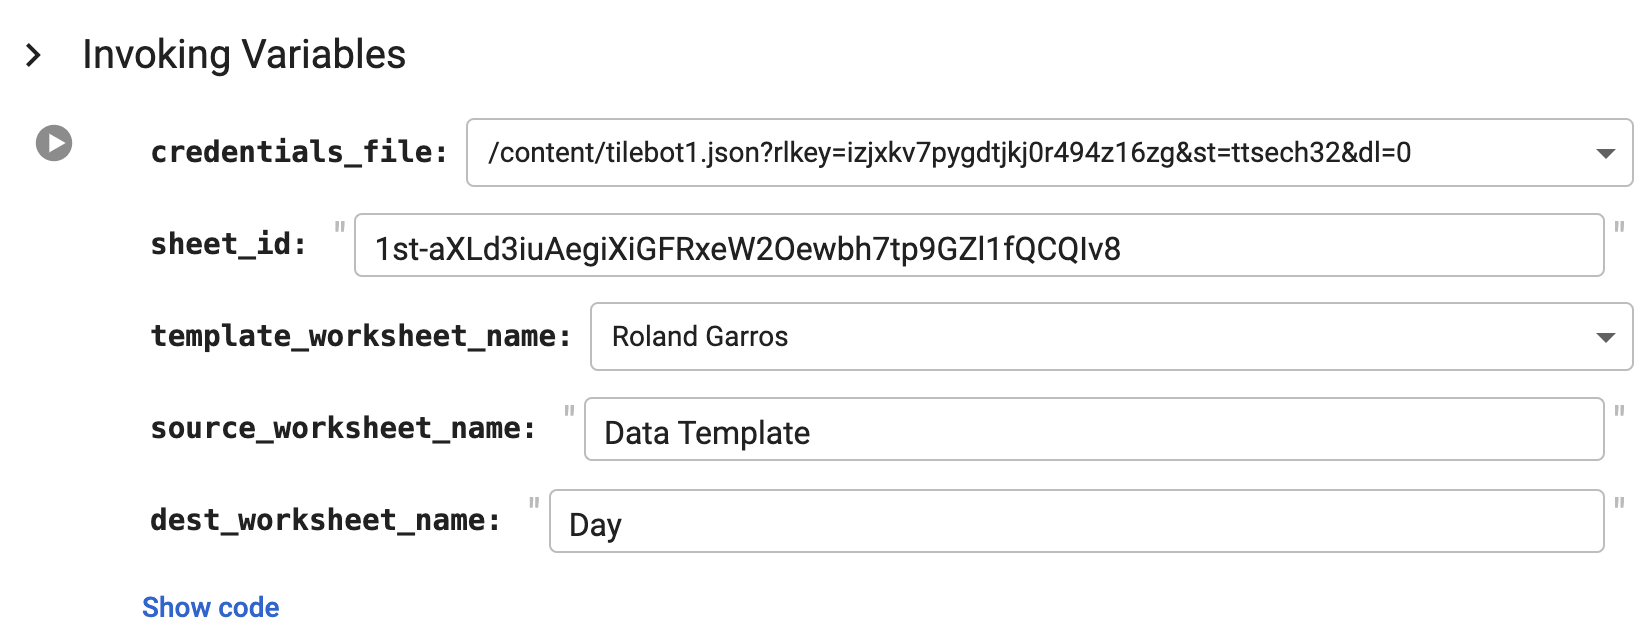 Invoking Variables
credentials_file: /content/tilebot1.json?rlkey=izjxkv7pygdtjkj0r494z16zg&st=ttsech32&dl=0
sheet_id: "1st-aXLd3iuAegiXiGFRxeW2Oewbh7tp9GZl1fQCQIv8"
template_worksheet_name: Roland Garros
source_worksheet_name: "Data Template"
dest_worksheet_name: "Day"
Show code